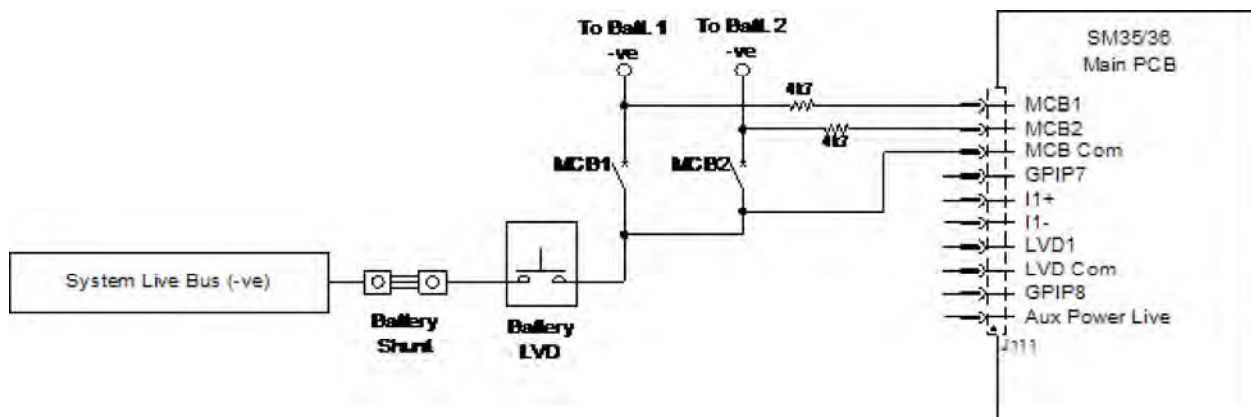 To Batt. 1
-ve
To Batt. 2
-ve
4k7
4k7
MCB1
MCB2
System Live Bus (-ve)
Battery
Shunt
Battery
LVD
SM35/36
Main PCB
MCB1
MCB2
MCB Com
GPIP7
I1+
I1-
LVD1
LVD Com
GPIP8
Aux Power Live
J111